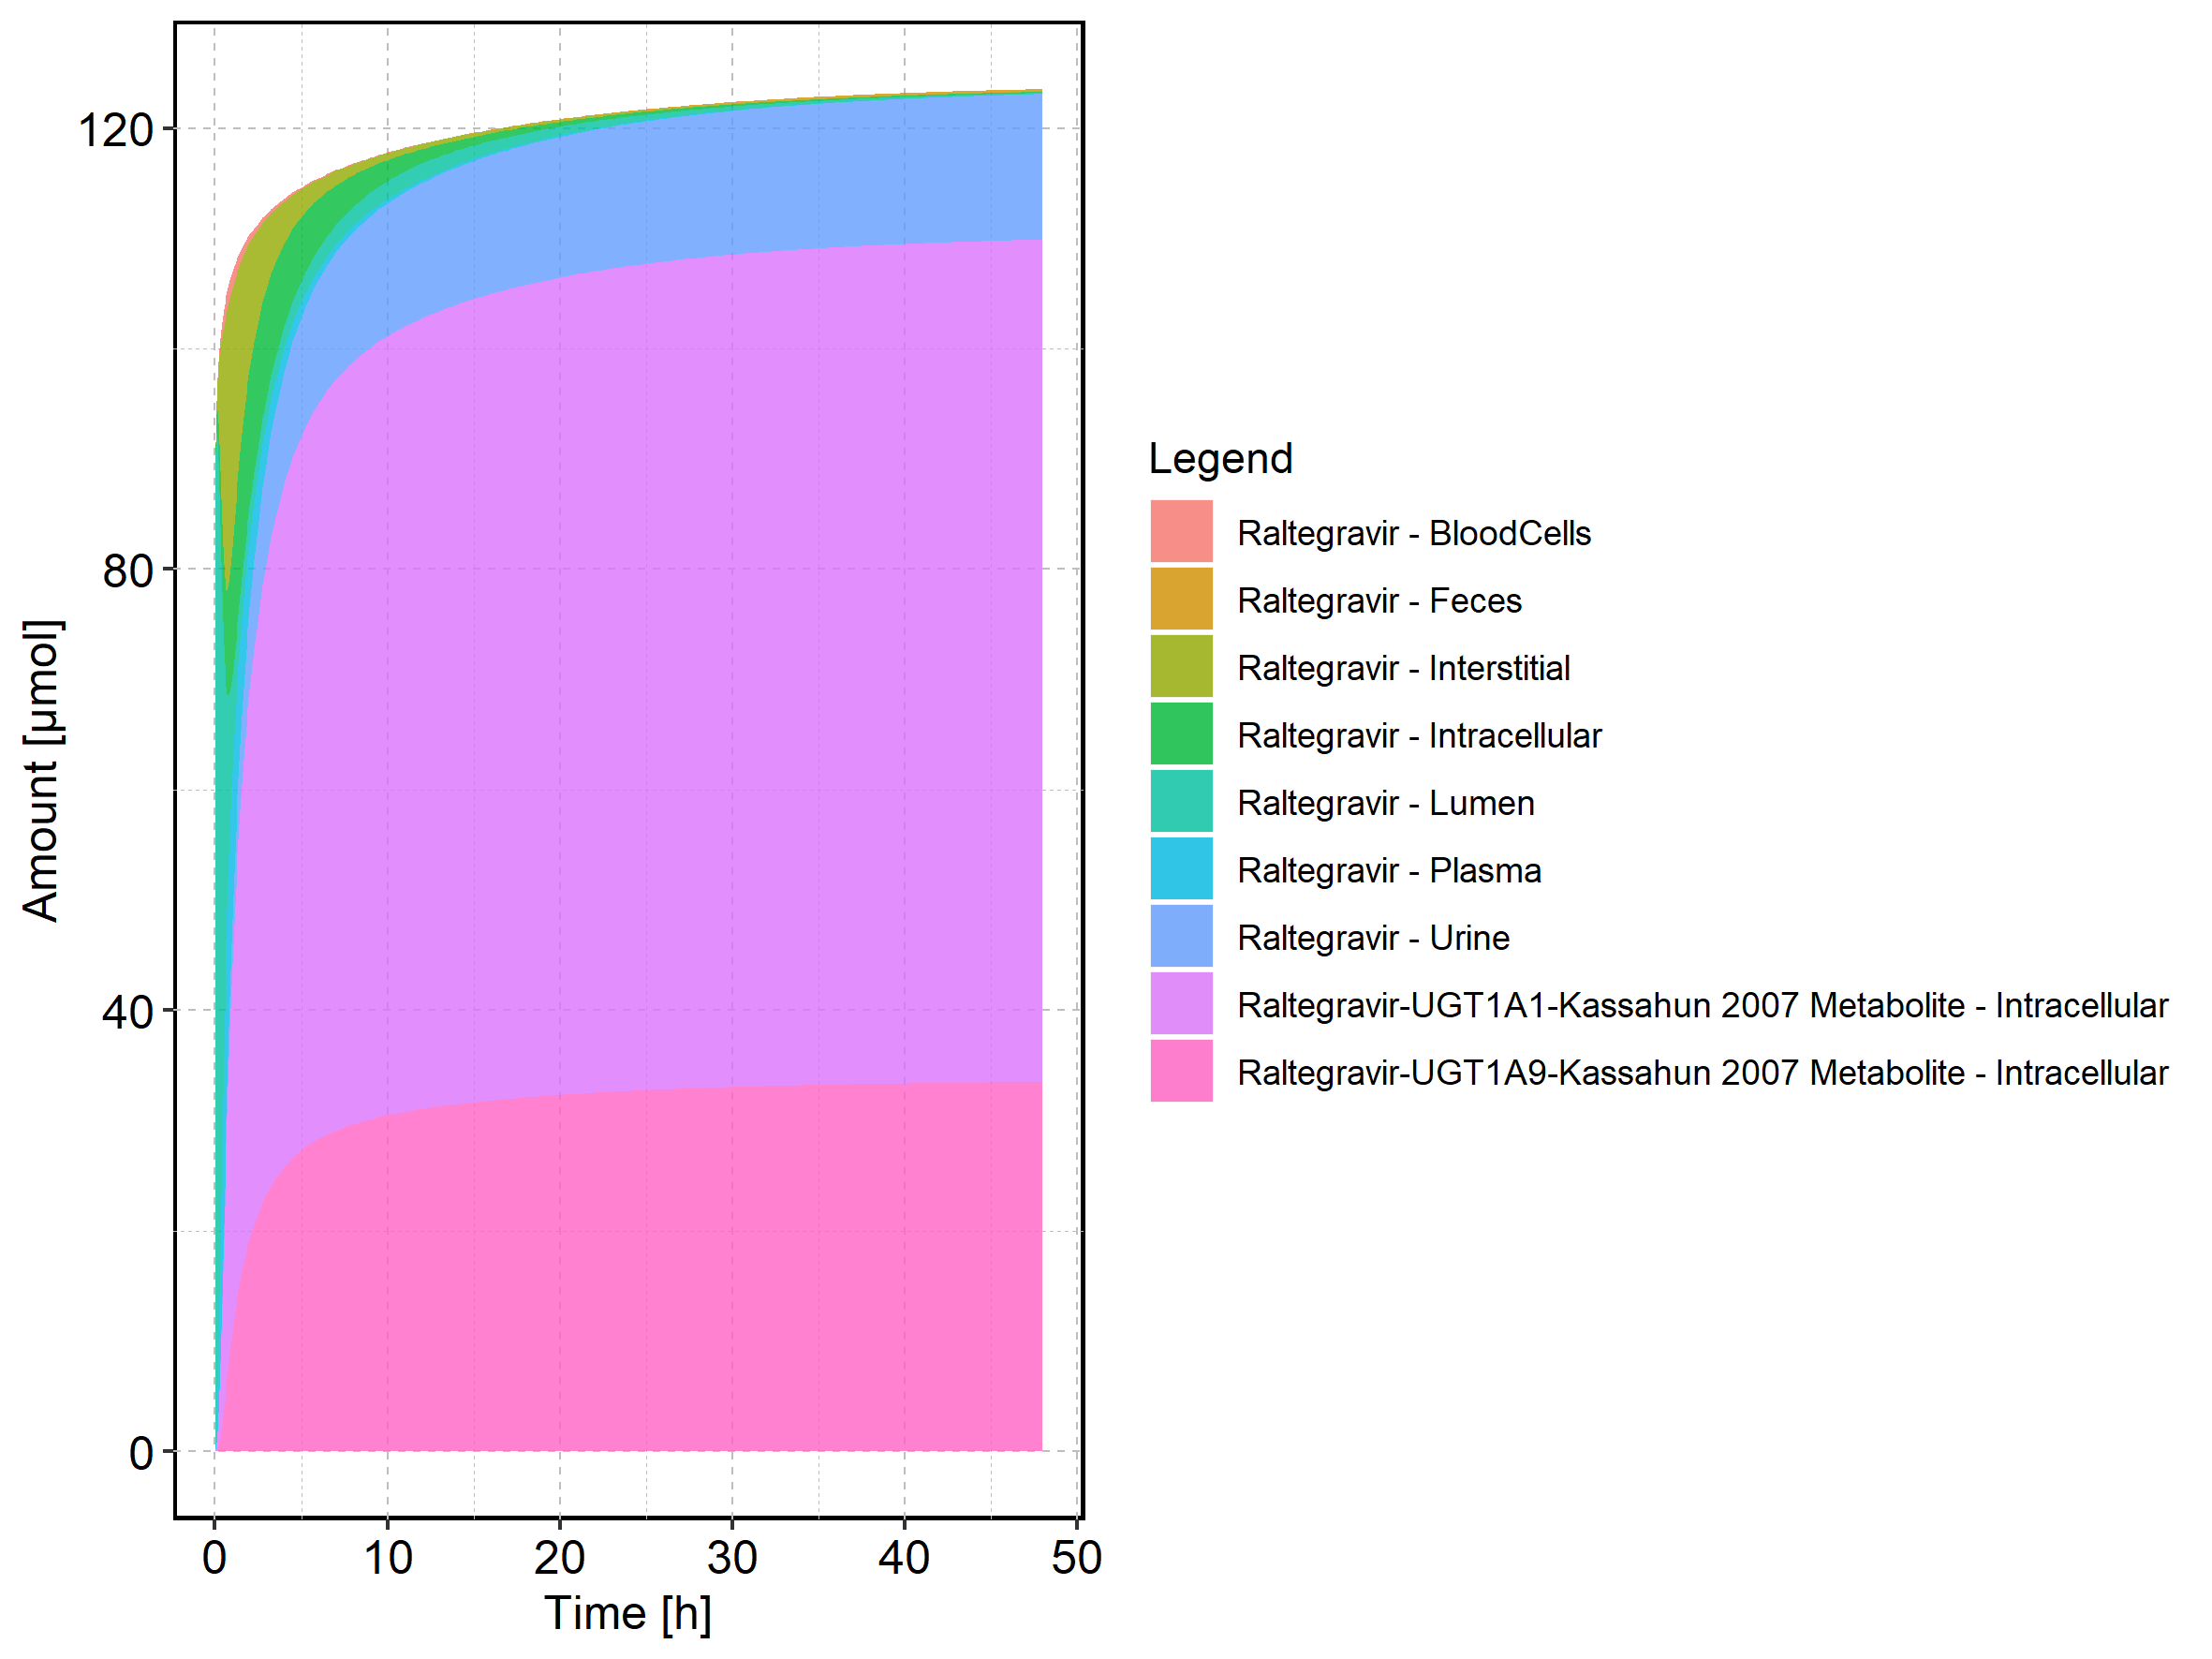 120
80
40
0
Amount [µmol]
0 10 20 30 40 50
Time [h]
Legend
Raltegravir - BloodCells
Raltegravir - Feces
Raltegravir - Interstitial
Raltegravir - Intracellular
Raltegravir - Lumen
Raltegravir - Plasma
Raltegravir - Urine
Raltegravir-UGT1A1-Kassahun 2007 Metabolite - Intracellular
Raltegravir-UGT1A9-Kassahun 2007 Metabolite - Intracellular